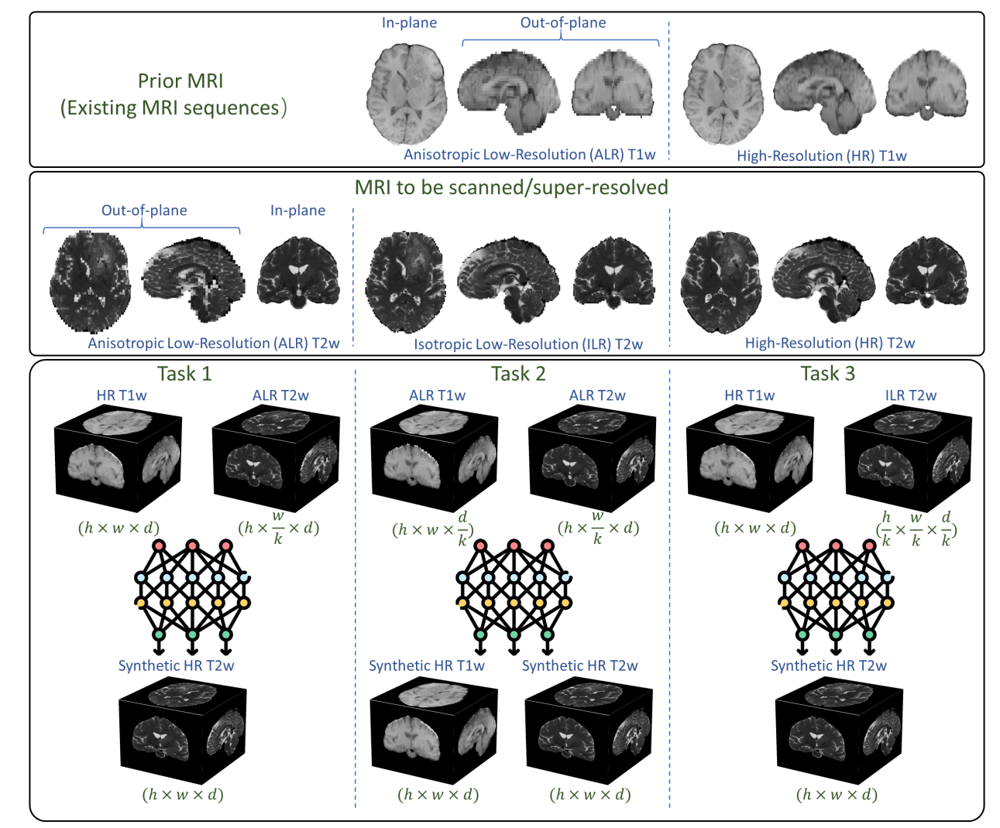 In-plane
Out-of-plane
Prior MRI
(Existing MRI sequences）
Anisotropic Low-Resolution (ALR) T1w
High-Resolution (HR) T1w
MRI to be scanned/super-resolved
Out-of-plane
In-plane
Anisotropic Low-Resolution (ALR) T2w
Isotropic Low-Resolution (ILR) T2w
High-Resolution (HR) T2w
Task 1
HR T1w
ALR T2w
(h × w × d)
(h × w/k × d)
Synthetic HR T2w
(h × w × d)
Task 2
ALR T1w
ALR T2w
(h × w × d/k)
(h × w/k × d)
Synthetic HR T1w
Synthetic HR T2w
(h × w × d)
(h × w × d)
Task 3
HR T1w
ILR T2w
(h × w × d)
(h/k × w/k × d/k)
Synthetic HR T2w
(h × w × d)